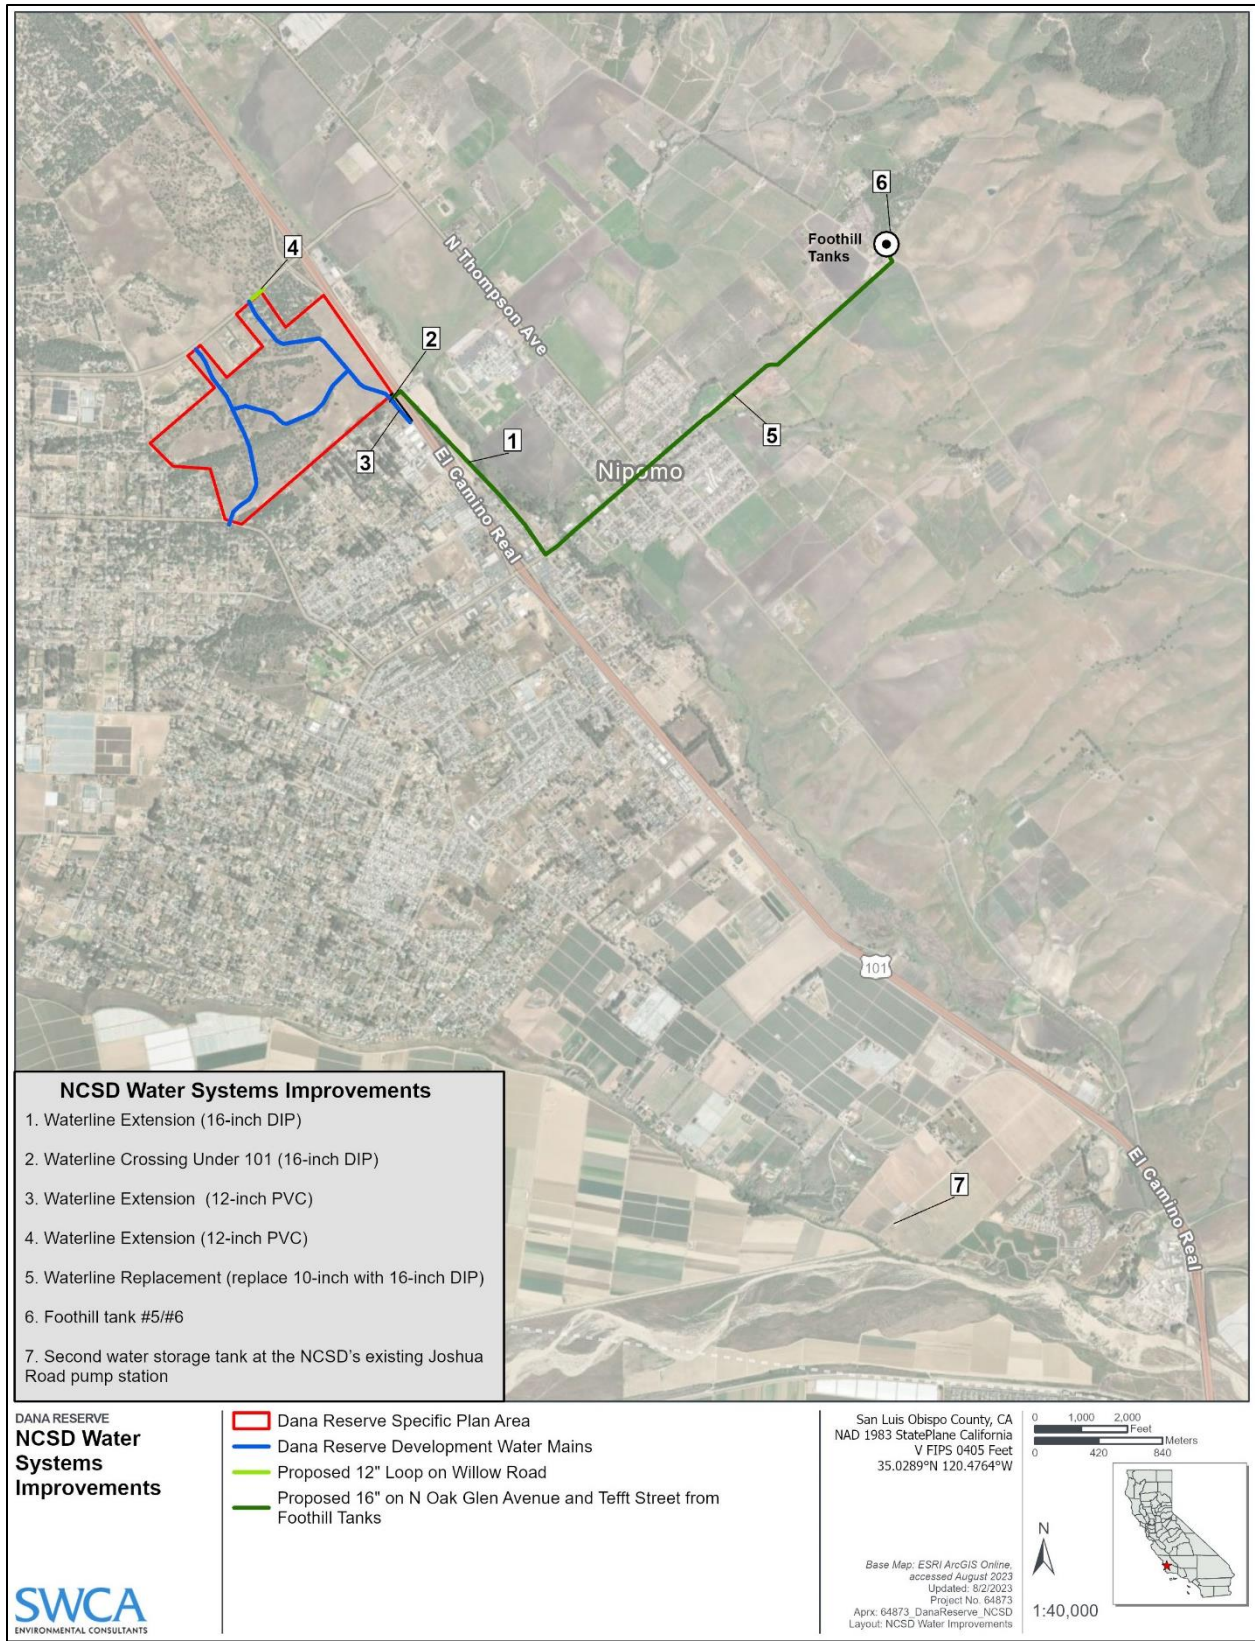 6
Foothill
Tanks
4
N Thompson Ave
2
1
5
3
Nipomo
El Camino Real
101
7
El Camino Real
NCSD Water Systems Improvements
1. Waterline Extension (16-inch DIP)
2. Waterline Crossing Under 101 (16-inch DIP)
3. Waterline Extension (12-inch PVC)
4. Waterline Extension (12-inch PVC)
5. Waterline Replacement (replace 10-inch with 16-inch DIP)
6. Foothill tank #5/#6
7. Second water storage tank at the NCSD's existing Joshua
Road pump station
DANA RESERVE
NCSD Water
Systems
Improvements
SWCA
ENVIRONMENTAL CONSULTANTS
Dana Reserve Specific Plan Area
Dana Reserve Development Water Mains
Proposed 12" Loop on Willow Road
Proposed 16" on N Oak Glen Avenue and Tefft Street from
Foothill Tanks
San Luis Obispo County, CA
NAD 1983 StatePlane California
V FIPS 0405 Feet
35.0289°N 120.4764°W
Base Map: ESRI ArcGIS Online,
accessed August 2023
Updated: 8/2/2023
Project No. 64873
Aprx: 64873_DanaReserve_NCSD
Layout: NCSD Water Improvements
0 1,000 2,000
Feet
Meters
0 420 840
N
1:40,000